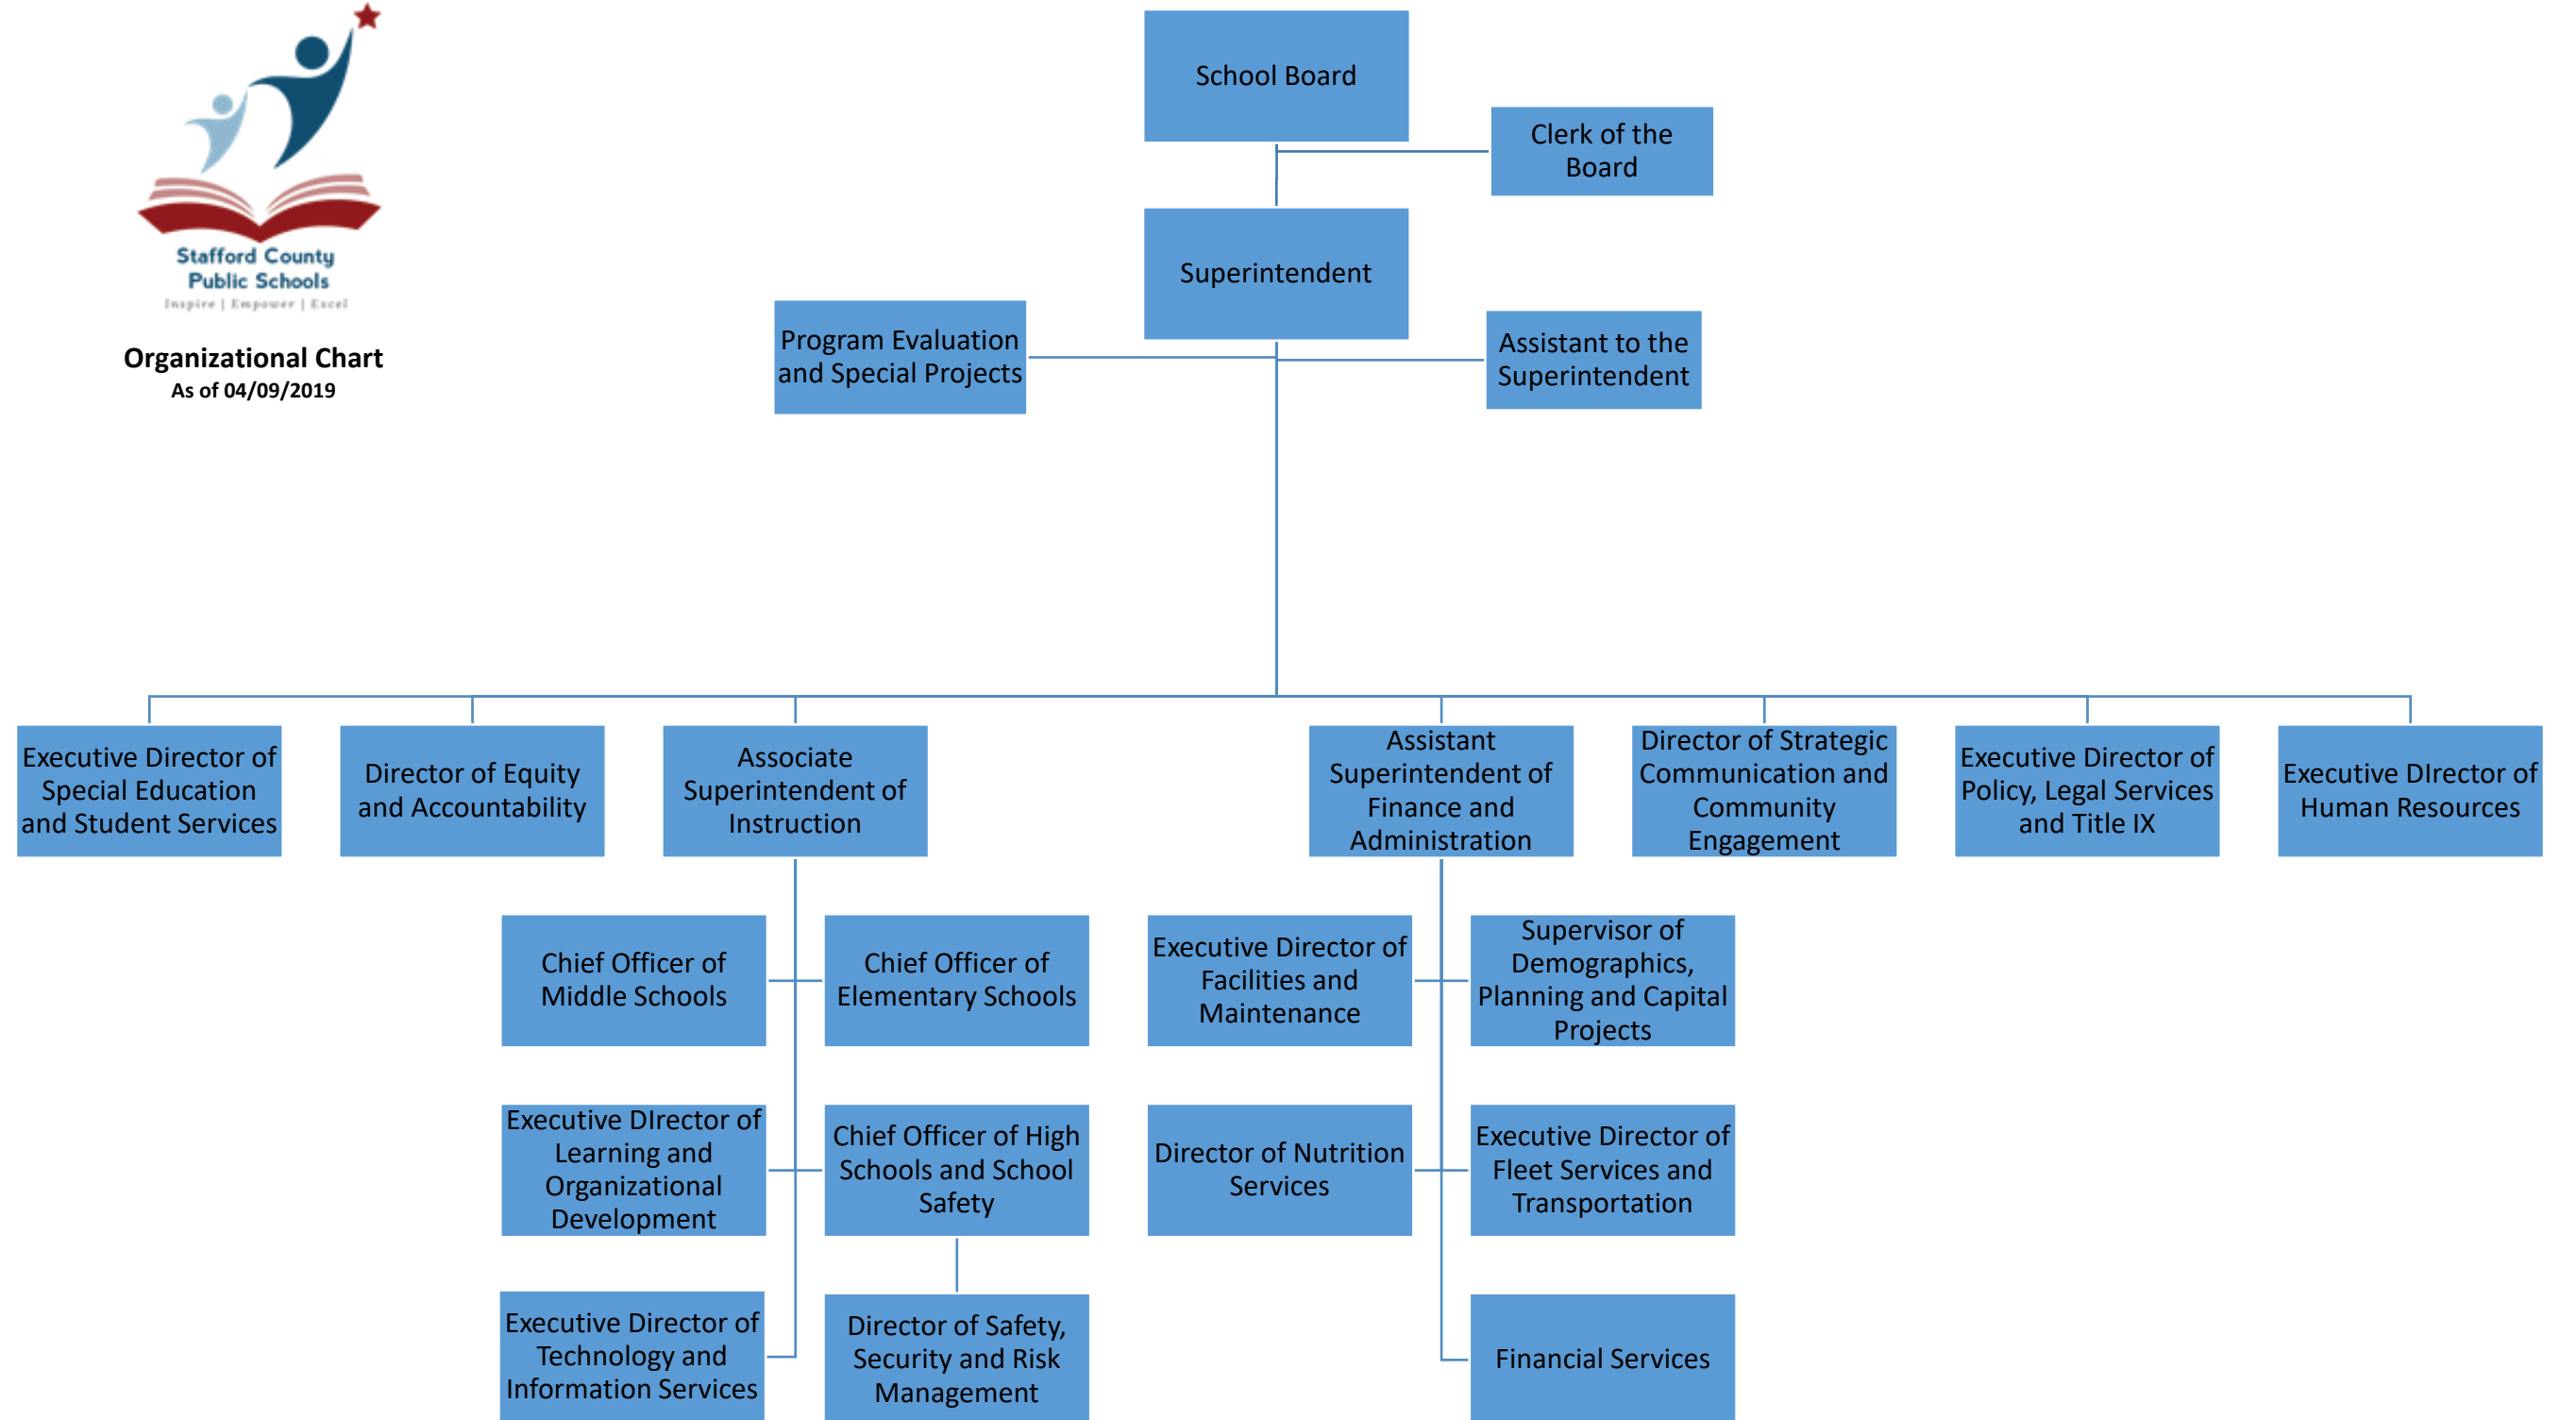 School Board
Clerk of the
Board
Stafford County
Public Schools
Inspire | Empower | Excel
Organizational Chart
As of 04/09/2019
Superintendent
Program Evaluation
and Special Projects
Assistant to the
Superintendent
Executive Director of
Special Education
and Student Services
Director of Equity
and Accountability
Associate
Superintendent of
Instruction
Assistant
Superintendent of
Finance and
Administration
Director of Strategic
Communication and
Community
Engagement
Executive Director of
Policy, Legal Services
and Title IX
Executive DIrector of
Human Resources
Chief Officer of
Middle Schools
Chief Officer of
Elementary Schools
Executive Director of
Facilities and
Maintenance
Supervisor of
Demographics,
Planning and Capital
Projects
Executive DIrector of
Learning and
Organizational
Development
Chief Officer of High
Schools and School
Safety
Director of Nutrition
Services
Executive Director of
Fleet Services and
Transportation
Executive Director of
Technology and
Information Services
Director of Safety,
Security and Risk
Management
Financial Services